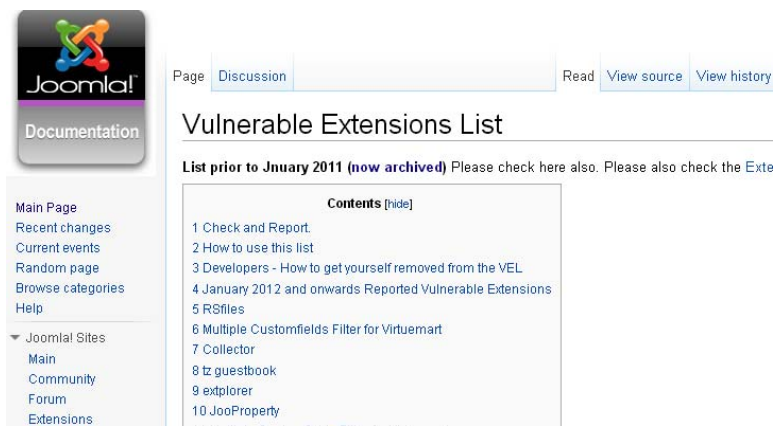 Joomla!
Documentation
Page Discussion Read View source View history
Vulnerable Extensions List
List prior to Jnuary 2011 (now archived) Please check here also. Please also check the Exte
Main Page
Recent changes
Current events
Random page
Browse categories
Help
Joomla! Sites
Main
Community
Forum
Extensions
Contents [hide]
1 Check and Report.
2 How to use this list
3 Developers - How to get yourself removed from the VEL
4 January 2012 and onwards Reported Vulnerable Extensions
5 RSfiles
6 Multiple Customfields Filter for Virtuemart
7 Collector
8 tz guestbook
9 extplorer
10 JooProperty